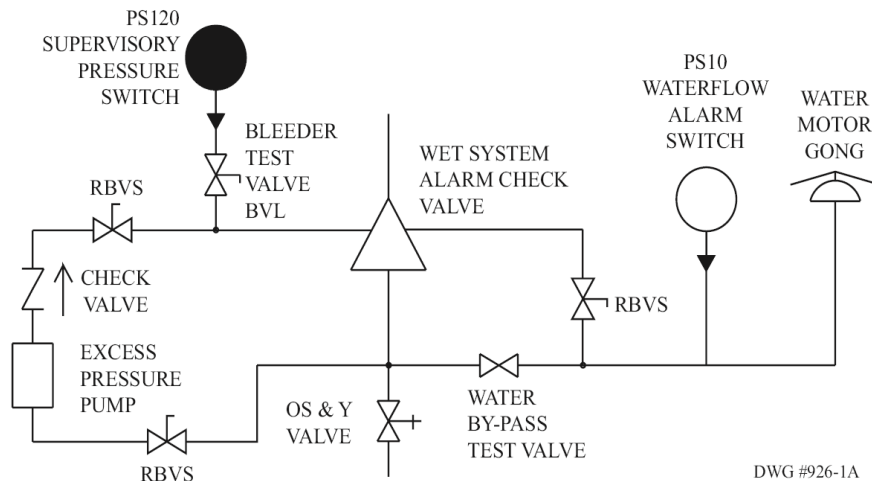 PS120
SUPERVISORY
PRESSURE
SWITCH
PS10
WATERFLOW
ALARM
SWITCH
WATER
MOTOR
GONG
BLEEDER
TEST
VALVE
BVL
WET SYSTEM
ALARM CHECK
VALVE
RBVS
CHECK
VALVE
RBVS
EXCESS
PRESSURE
PUMP
OS & Y
VALVE
WATER
BY-PASS
TEST VALVE
RBVS
DWG #926-1A